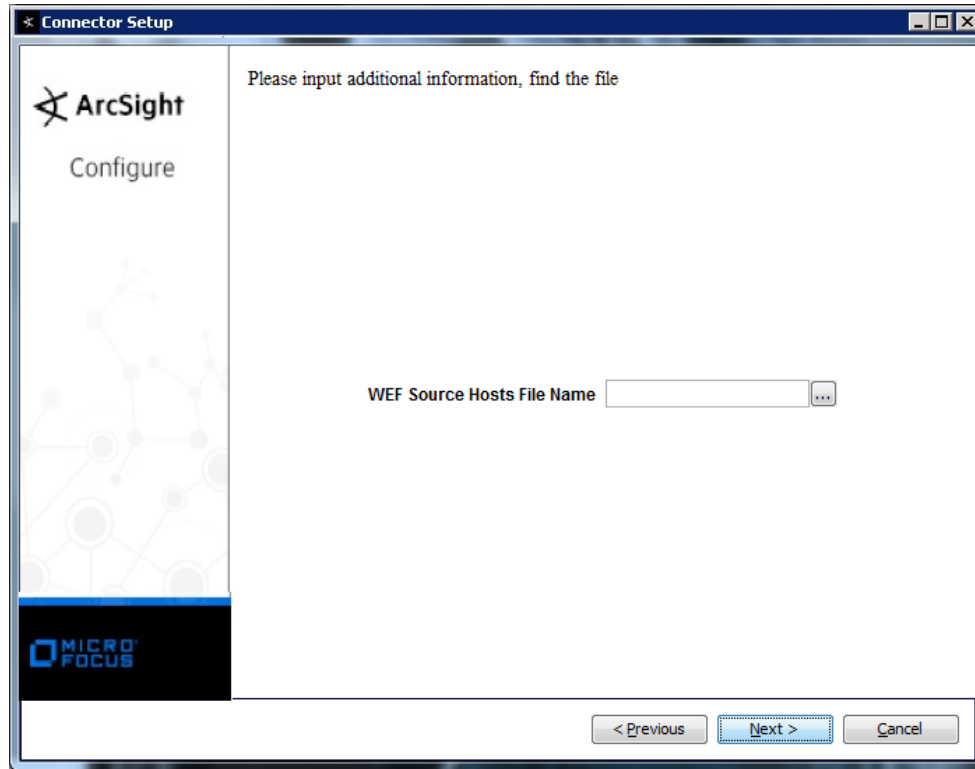 Connector Setup
Please input additional information, find the file
ArcSight
Configure
WEF Source Hosts File Name
...
MICRO
FOCUS
< Previous
Next >
Cancel